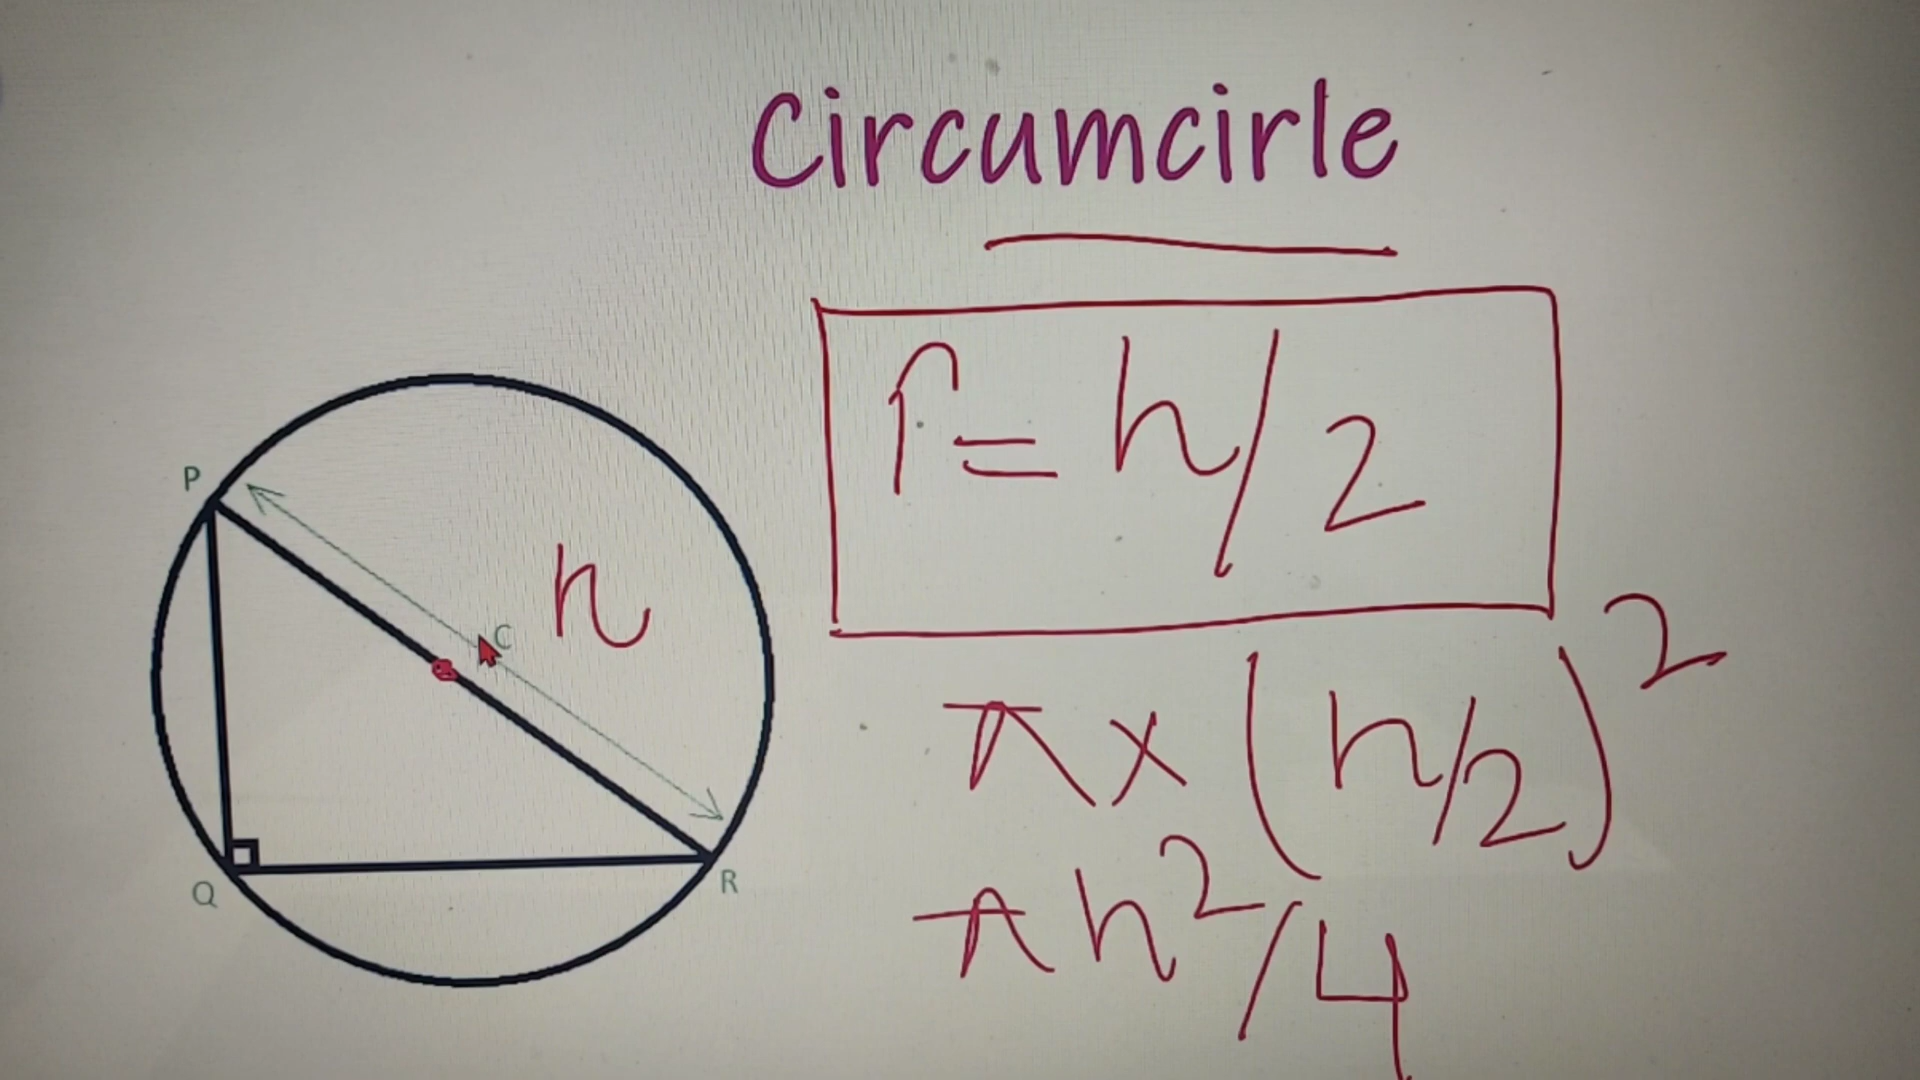 Circumcirle
r = h/2
P
C
h
π x (h/2)²
Q
R
πh²/4